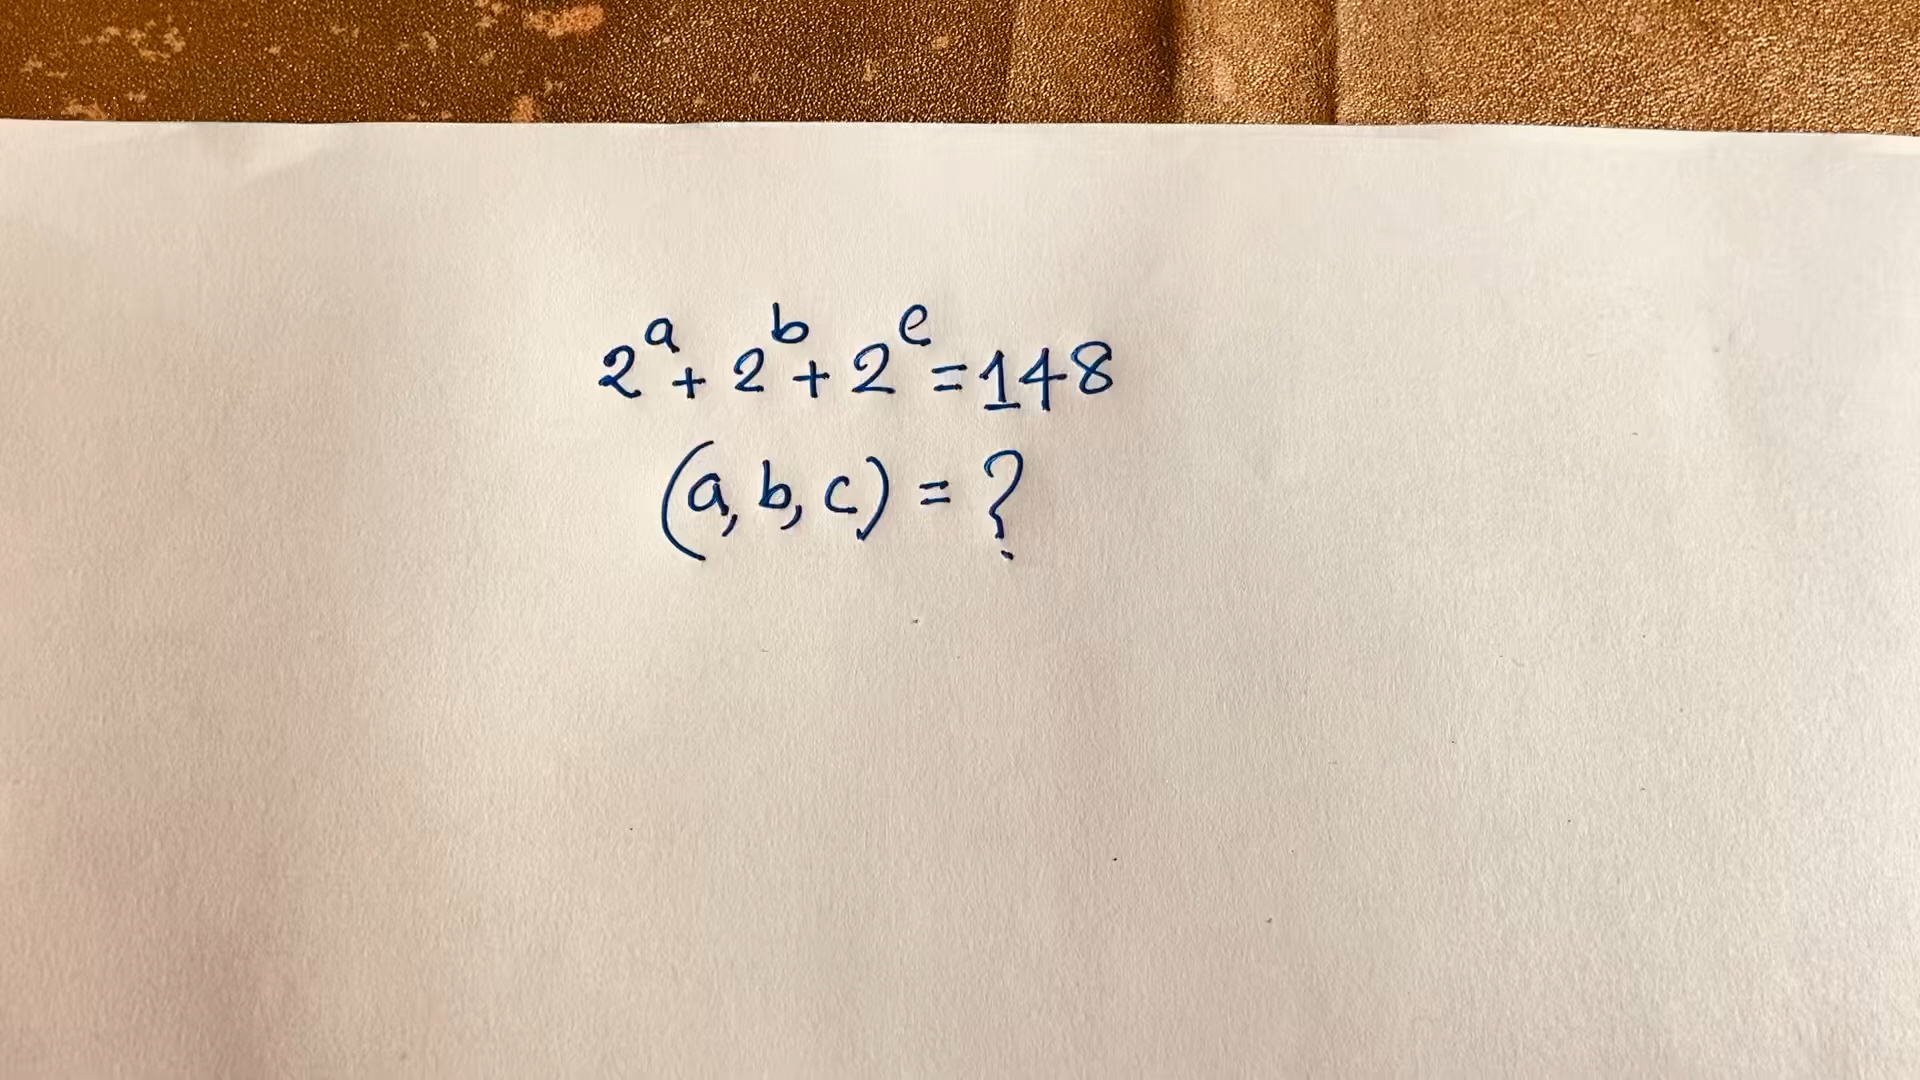 2^a + 2^b + 2^c = 148
(a, b, c) = ?